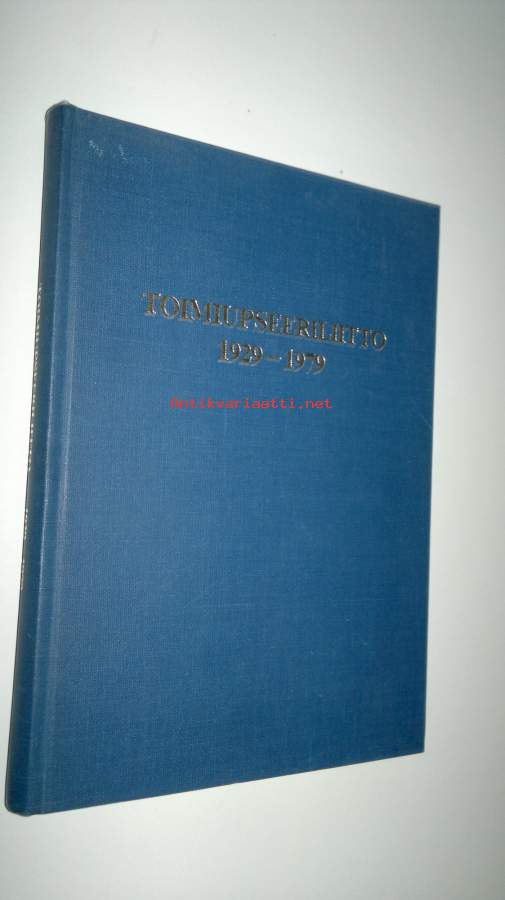 TOIMIUPSEERILIITTO
1929 – 1979
Antikvariaatti.net